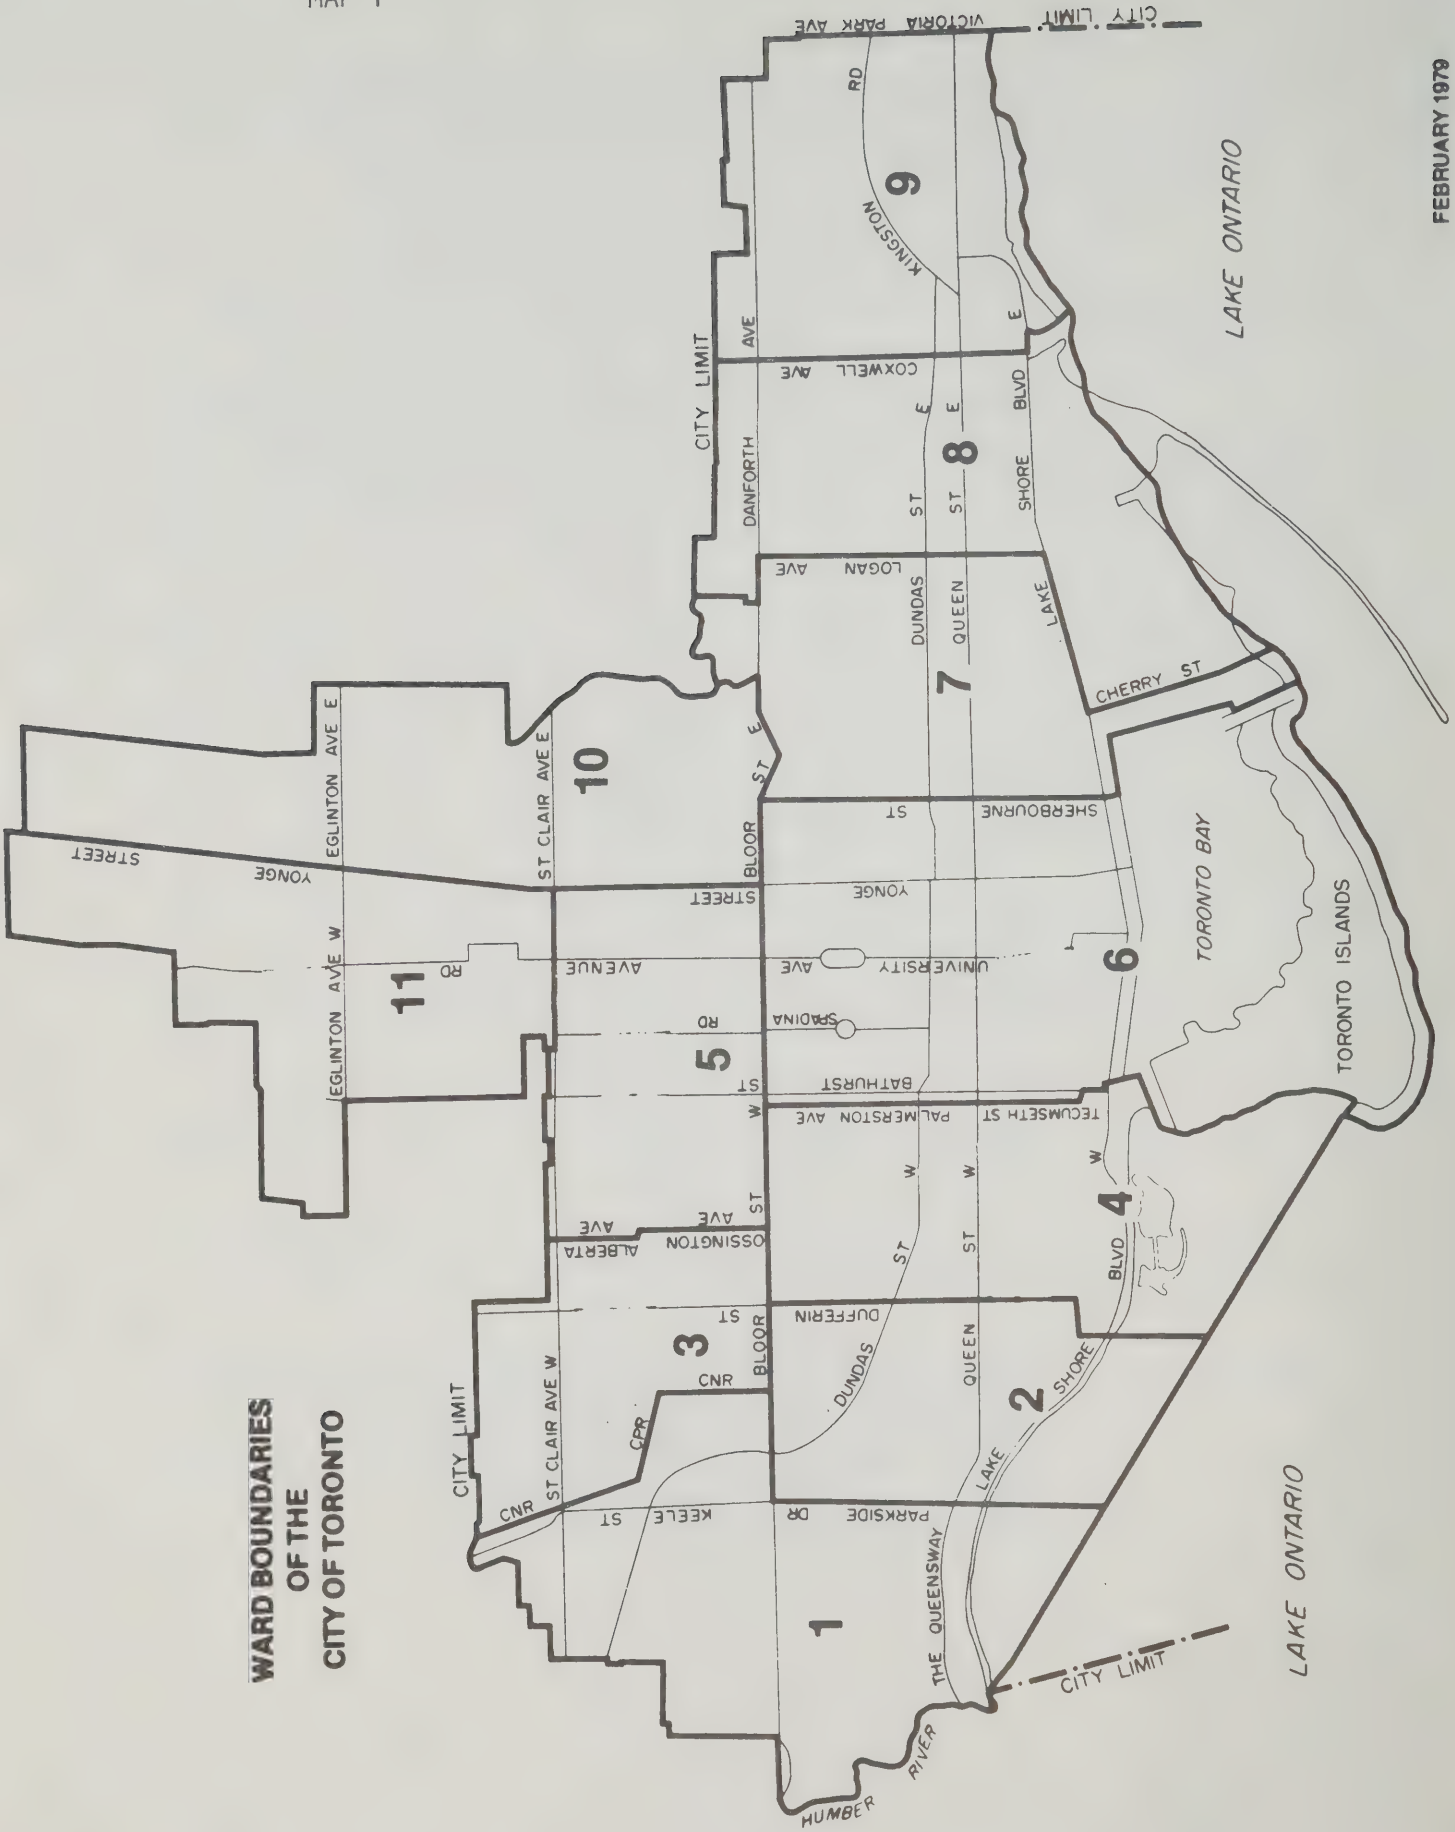 MAP 1
WARD BOUNDARIES
OF THE
CITY OF TORONTO
CITY LIMIT
CITY LIMIT
CITY LIMIT
CITY LIMIT
VICTORIA PARK AVE
YONGE STREET
EGLINTON AVE W
EGLINTON AVE W
EGLINTON AVE E
EGLINTON AVE E
11
AVENUE RD
10
ST CLAIR AVE W
ST CLAIR AVE E
CNR
CPR
CNR
KEELE ST
3
ALBERTA AVE
OSSINGTON AVE
5
SPADINA RD
BATHURST ST
YONGE STREET
BLOOR ST W
BLOOR ST E
DANFORTH AVE
1
PARKSIDE DR
HUMBER RIVER
THE QUEENSWAY
LAKE SHORE BLVD W
2
DUFFERIN ST
DUNDAS ST W
QUEEN ST W
4
PALMERSTON AVE
TECUMSETH ST
UNIVERSITY AVE
6
SHERBOURNE ST
DUNDAS ST E
QUEEN ST E
7
LOGAN AVE
8
LAKE SHORE BLVD E
CHERRY ST
COXWELL AVE
KINGSTON RD
9
TORONTO BAY
TORONTO ISLANDS
LAKE ONTARIO
LAKE ONTARIO
FEBRUARY 1979